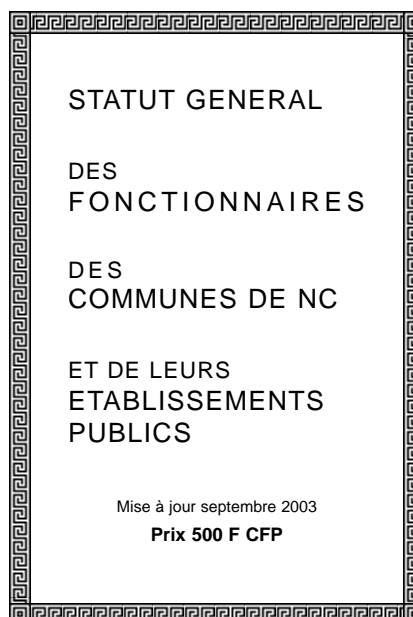 STATUT GENERAL
DES
FONCTIONNAIRES
DES
COMMUNES DE NC
ET DE LEURS
ETABLISSEMENTS
PUBLICS
Mise à jour septembre 2003
Prix 500 F CFP